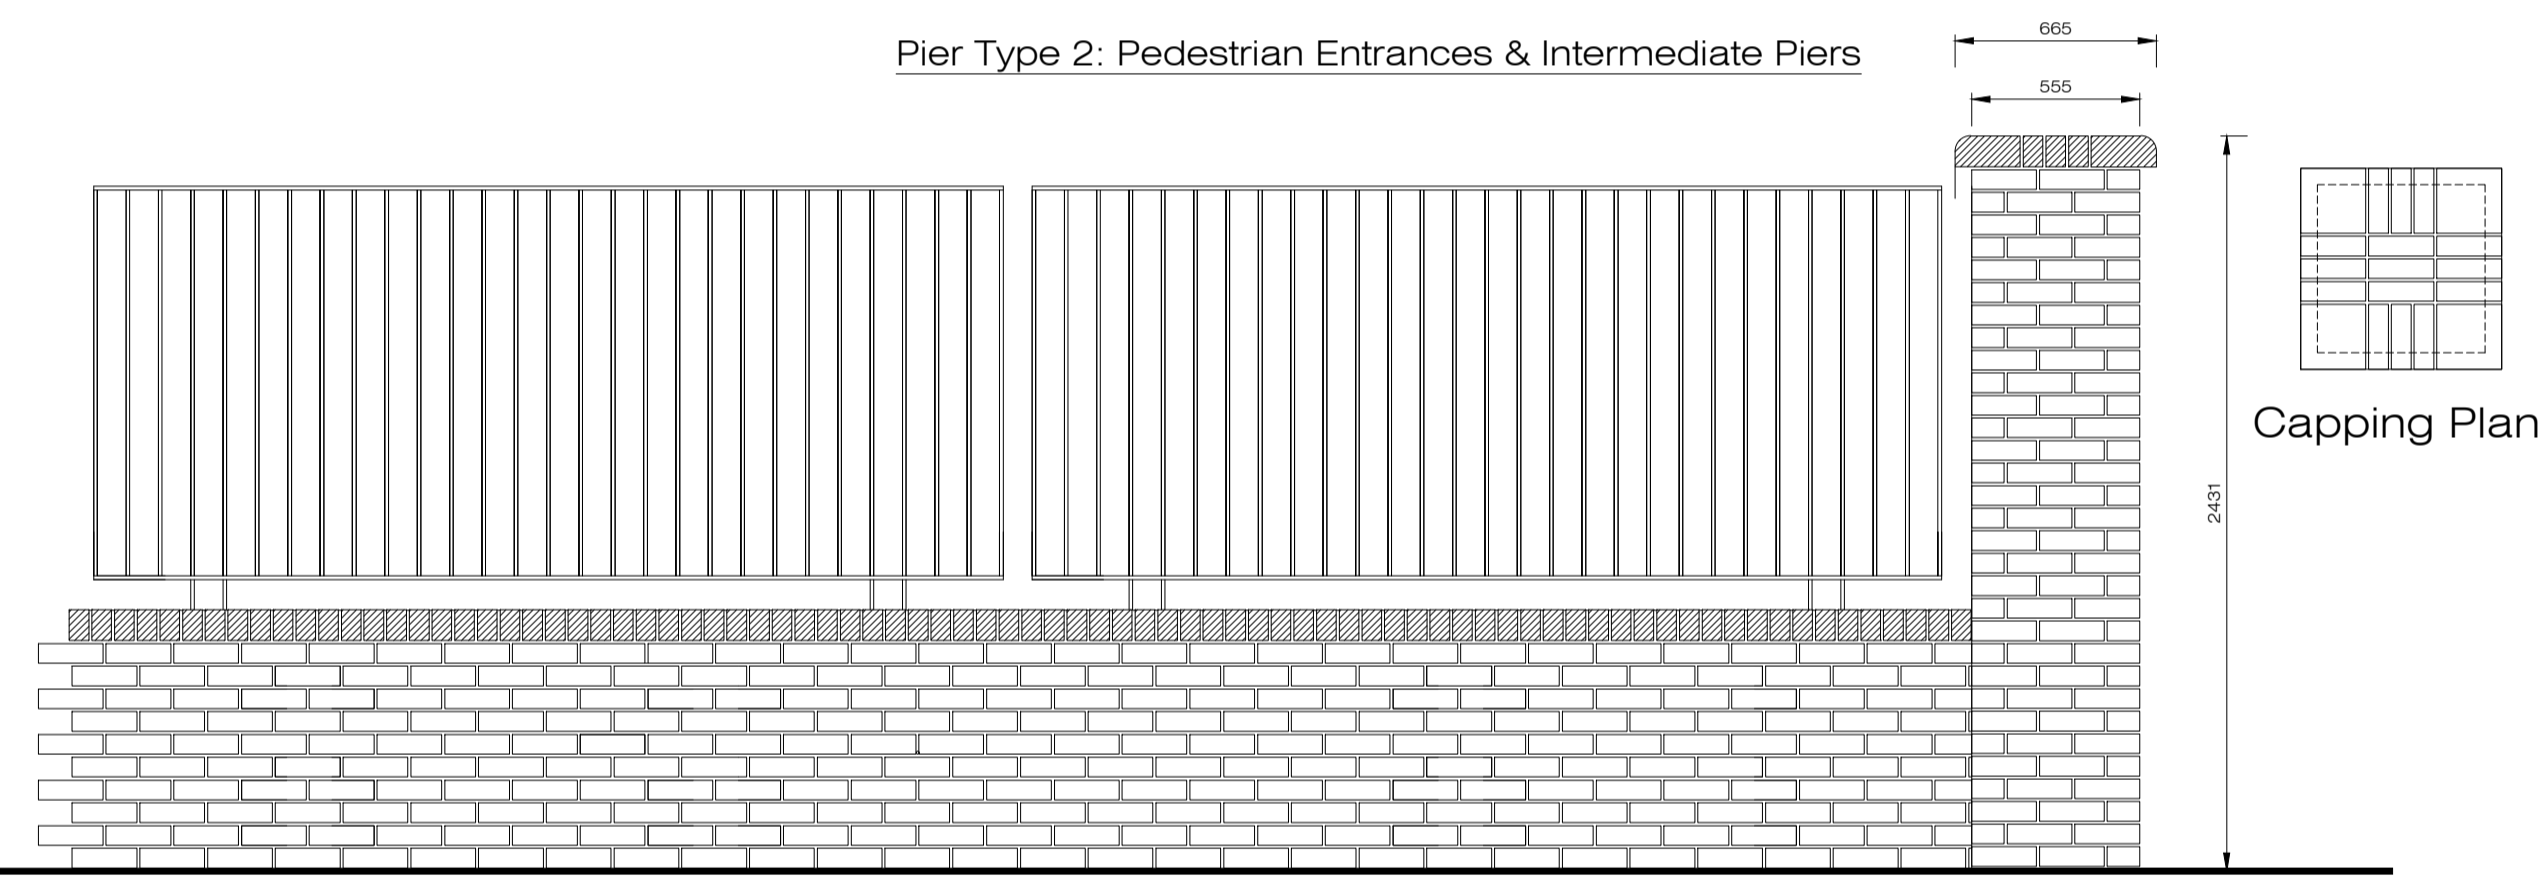 Pier Type 2: Pedestrian Entrances & Intermediate Piers
665
555
2431
Capping Plan